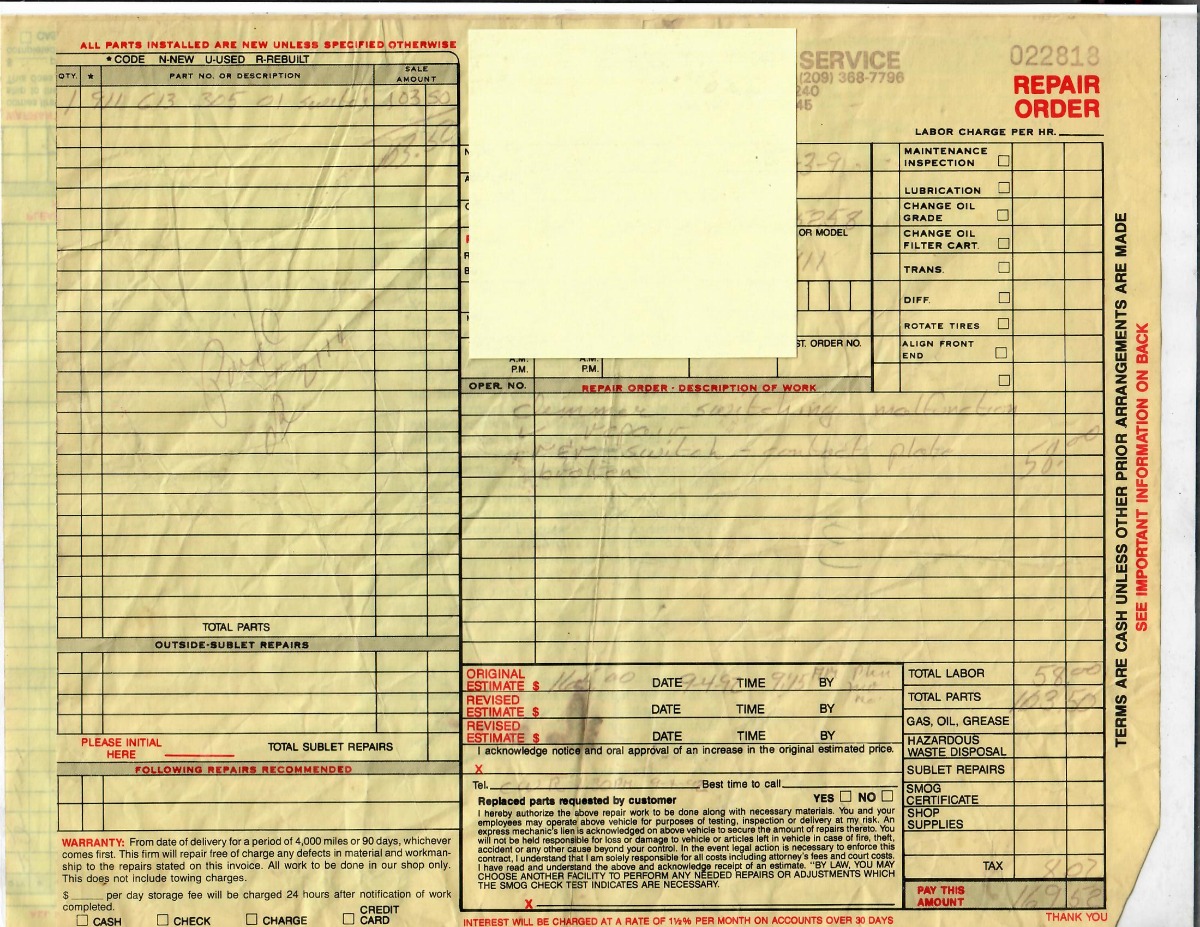 ALL PARTS INSTALLED ARE NEW UNLESS SPECIFIED OTHERWISE
* CODE N-NEW U-USED R-REBUILT
QTY. * PART NO. OR DESCRIPTION SALE AMOUNT
1 911 613 305 01 switch 103.50
Paid
TOTAL PARTS
OUTSIDE-SUBLET REPAIRS
PLEASE INITIAL HERE TOTAL SUBLET REPAIRS
FOLLOWING REPAIRS RECOMMENDED
WARRANTY: From date of delivery for a period of 4,000 miles or 90 days, whichever
comes first. This firm will repair free of charge any defects in material and workman-
ship to the repairs stated on this invoice. All work to be done in our shop only.
This does not include towing charges.
$ per day storage fee will be charged 24 hours after notification of work
completed.
CASH CHECK CHARGE CREDIT CARD
SERVICE
(209) 368-7796
240
45
022818
REPAIR
ORDER
LABOR CHARGE PER HR.
OR MODEL
ST. ORDER NO.
A.M. A.M.
P.M. P.M.
MAINTENANCE INSPECTION
LUBRICATION
CHANGE OIL GRADE
CHANGE OIL FILTER CART.
TRANS.
DIFF.
ROTATE TIRES
ALIGN FRONT END
OPER. NO. REPAIR ORDER - DESCRIPTION OF WORK
dimmer switching malfunction
repair
switch - contact plate 58.00
broken
ORIGINAL ESTIMATE $ DATE TIME 9:45 BY
REVISED ESTIMATE $ DATE TIME BY
REVISED ESTIMATE $ DATE TIME BY
I acknowledge notice and oral approval of an increase in the original estimated price.
X
Tel. Best time to call
Replaced parts requested by customer YES NO
I hereby authorize the above repair work to be done along with necessary materials. You and your
employees may operate above vehicle for purposes of testing, inspection or delivery at my risk. An
express mechanic's lien is acknowledged on above vehicle to secure the amount of repairs thereto. You
will not be held responsible for loss or damage to vehicle or articles left in vehicle in case of fire, theft,
accident or any other cause beyond your control. In the event legal action is necessary to enforce this
contract, I understand that I am solely responsible for all costs including attorney's fees and court costs.
I have read and understand the above and acknowledge receipt of an estimate. "BY LAW, YOU MAY
CHOOSE ANOTHER FACILITY TO PERFORM ANY NEEDED REPAIRS OR ADJUSTMENTS WHICH
THE SMOG CHECK TEST INDICATES ARE NECESSARY.
X
INTEREST WILL BE CHARGED AT A RATE OF 1½% PER MONTH ON ACCOUNTS OVER 30 DAYS
TOTAL LABOR 58.00
TOTAL PARTS 103.50
GAS, OIL, GREASE
HAZARDOUS WASTE DISPOSAL
SUBLET REPAIRS
SMOG CERTIFICATE
SHOP SUPPLIES
TAX
PAY THIS AMOUNT
THANK YOU
TERMS ARE CASH UNLESS OTHER PRIOR ARRANGEMENTS ARE MADE
SEE IMPORTANT INFORMATION ON BACK